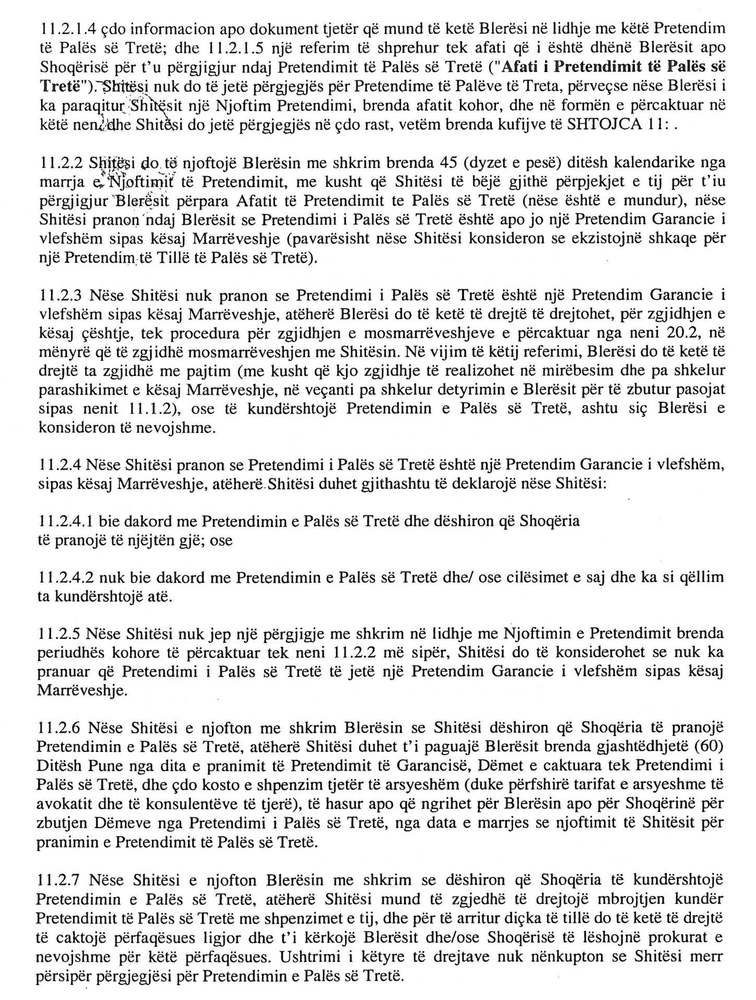 11.2.1.4 çdo informacion apo dokument tjetër që mund të ketë Blerësi në lidhje me këtë Pretendim
të Palës së Tretë; dhe 11.2.1.5 një referim të shprehur tek afati që i është dhënë Blerësit apo
Shoqërisë për t’u përgjigjur ndaj Pretendimit të Palës së Tretë ("Afati i Pretendimit të Palës së
Tretë"). Shitësi nuk do të jetë përgjegjës për Pretendime të Palëve të Treta, përveçse nëse Blerësi i
ka paraqitur Shitësit një Njoftim Pretendimi, brenda afatit kohor, dhe në formën e përcaktuar në
këtë nen, dhe Shitësi do jetë përgjegjës në çdo rast, vetëm brenda kufijve të SHTOJCA 11: .
11.2.2 Shitësi do të njoftojë Blerësin me shkrim brenda 45 (dyzet e pesë) ditësh kalendarike nga
marrja e Njoftimit të Pretendimit, me kusht që Shitësi të bëjë gjithë përpjekjet e tij për t’iu
përgjigjur Blerësit përpara Afatit të Pretendimit te Palës së Tretë (nëse është e mundur), nëse
Shitësi pranon ndaj Blerësit se Pretendimi i Palës së Tretë është apo jo një Pretendim Garancie i
vlefshëm sipas kësaj Marrëveshje (pavarësisht nëse Shitësi konsideron se ekzistojnë shkaqe për
një Pretendim të Tillë të Palës së Tretë).
11.2.3 Nëse Shitësi nuk pranon se Pretendimi i Palës së Tretë është një Pretendim Garancie i
vlefshëm sipas kësaj Marrëveshje, atëherë Blerësi do të ketë të drejtë të drejtohet, për zgjidhjen e
kësaj çështje, tek procedura për zgjidhjen e mosmarrëveshjeve e përcaktuar nga neni 20.2, në
mënyrë që të zgjidhë mosmarrëveshjen me Shitësin. Në vijim të këtij referimi, Blerësi do të ketë të
drejtë ta zgjidhë me pajtim (me kusht që kjo zgjidhje të realizohet në mirëbesim dhe pa shkelur
parashikimet e kësaj Marrëveshje, në veçanti pa shkelur detyrimin e Blerësit për të zbutur pasojat
sipas nenit 11.1.2), ose të kundërshtojë Pretendimin e Palës së Tretë, ashtu siç Blerësi e
konsideron të nevojshme.
11.2.4 Nëse Shitësi pranon se Pretendimi i Palës së Tretë është një Pretendim Garancie i vlefshëm,
sipas kësaj Marrëveshje, atëherë Shitësi duhet gjithashtu të deklarojë nëse Shitësi:
11.2.4.1 bie dakord me Pretendimin e Palës së Tretë dhe dëshiron që Shoqëria
të pranojë të njëjtën gjë; ose
11.2.4.2 nuk bie dakord me Pretendimin e Palës së Tretë dhe/ ose cilësimet e saj dhe ka si qëllim
ta kundërshtojë atë.
11.2.5 Nëse Shitësi nuk jep një përgjigje me shkrim në lidhje me Njoftimin e Pretendimit brenda
periudhës kohore të përcaktuar tek neni 11.2.2 më sipër, Shitësi do të konsiderohet se nuk ka
pranuar që Pretendimi i Palës së Tretë të jetë një Pretendim Garancie i vlefshëm sipas kësaj
Marrëveshje.
11.2.6 Nëse Shitësi e njofton me shkrim Blerësin se Shitësi dëshiron që Shoqëria të pranojë
Pretendimin e Palës së Tretë, atëherë Shitësi duhet t’i paguajë Blerësit brenda gjashtëdhjetë (60)
Ditësh Pune nga dita e pranimit të Pretendimit të Garancisë, Dëmet e caktuara tek Pretendimi i
Palës së Tretë, dhe çdo kosto e shpenzim tjetër të arsyeshëm (duke përfshirë tarifat e arsyeshme të
avokatit dhe të konsulentëve të tjerë), të hasur apo që ngrihet për Blerësin apo për Shoqërinë për
zbutjen Dëmeve nga Pretendimi i Palës së Tretë, nga data e marrjes se njoftimit të Shitësit për
pranimin e Pretendimit të Palës së Tretë.
11.2.7 Nëse Shitësi e njofton Blerësin me shkrim se dëshiron që Shoqëria të kundërshtojë
Pretendimin e Palës së Tretë, atëherë Shitësi mund të zgjedhë të drejtojë mbrojtjen kundër
Pretendimit të Palës së Tretë me shpenzimet e tij, dhe për të arritur diçka të tillë do të ketë të drejtë
të caktojë përfaqësues ligjor dhe t’i kërkojë Blerësit dhe/ose Shoqërisë të lëshojnë prokurat e
nevojshme për këtë përfaqësues. Ushtrimi i këtyre të drejtave nuk nënkupton se Shitësi merr
përsipër përgjegjësi për Pretendimin e Palës së Tretë.